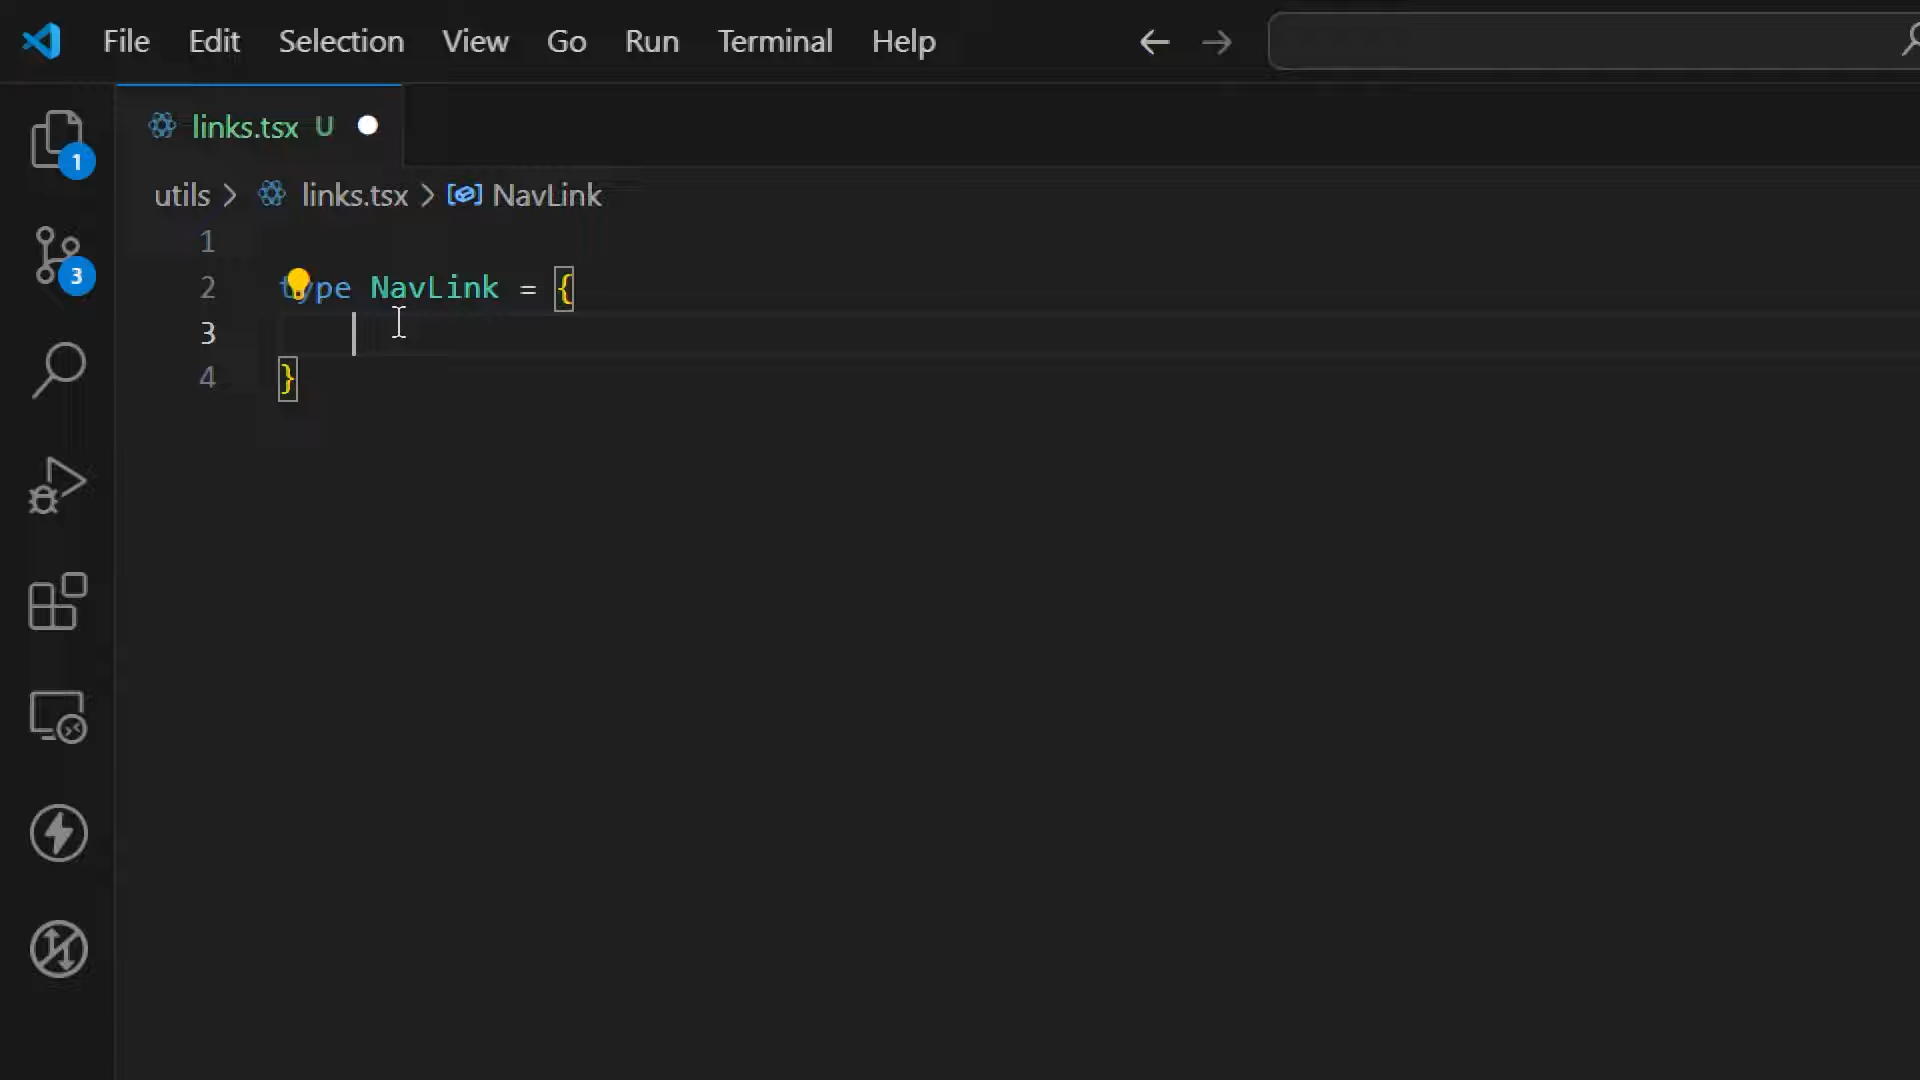 File Edit Selection View Go Run Terminal Help
links.tsx U
1
utils > links.tsx > NavLink
3
1
2 type NavLink = {
3
4 }